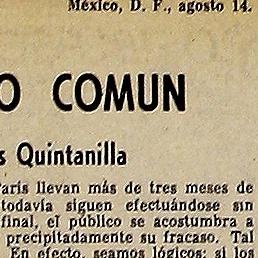 México, D. F., agosto 14.
O COMUN
s Quintanilla
París llevan más de tres meses de
todavía siguen efectuándose sin
final, el público se acostumbra a
precipitadamente su fracaso. Tal
En efecto, seamos lógicos: si los